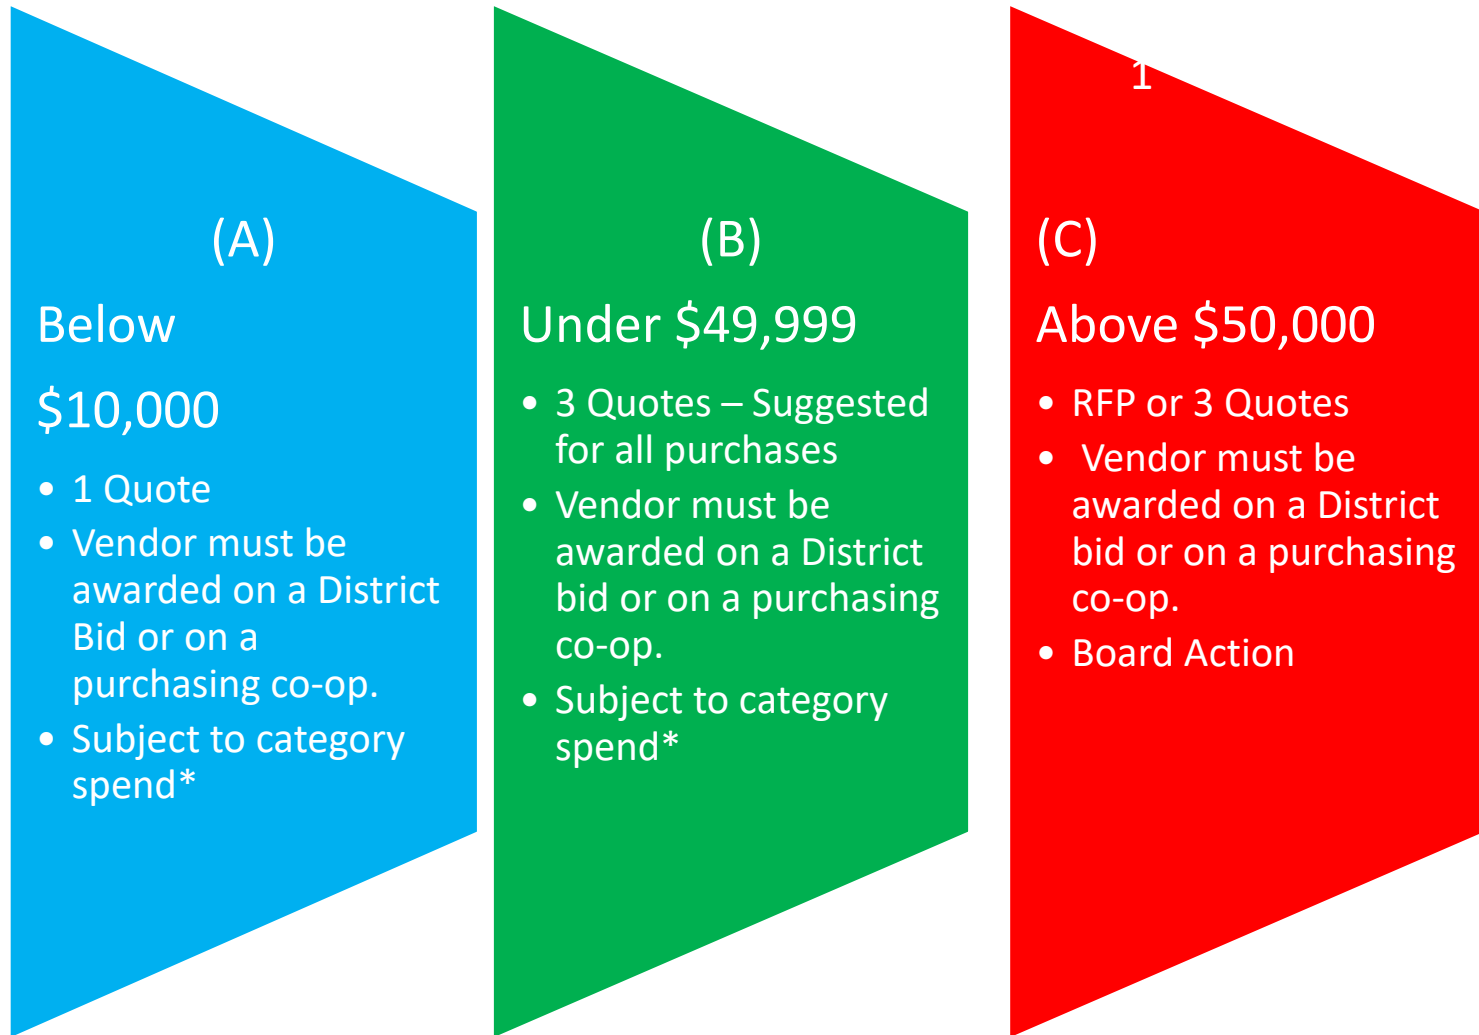 (A)
Below
$10,000
• 1 Quote
• Vendor must be
awarded on a District
Bid or on a
purchasing co-op.
• Subject to category
spend*
(B)
Under $49,999
• 3 Quotes – Suggested
for all purchases
• Vendor must be
awarded on a District
bid or on a purchasing
co-op.
• Subject to category
spend*
1
(C)
Above $50,000
• RFP or 3 Quotes
• Vendor must be
awarded on a District
bid or on a purchasing
co-op.
• Board Action